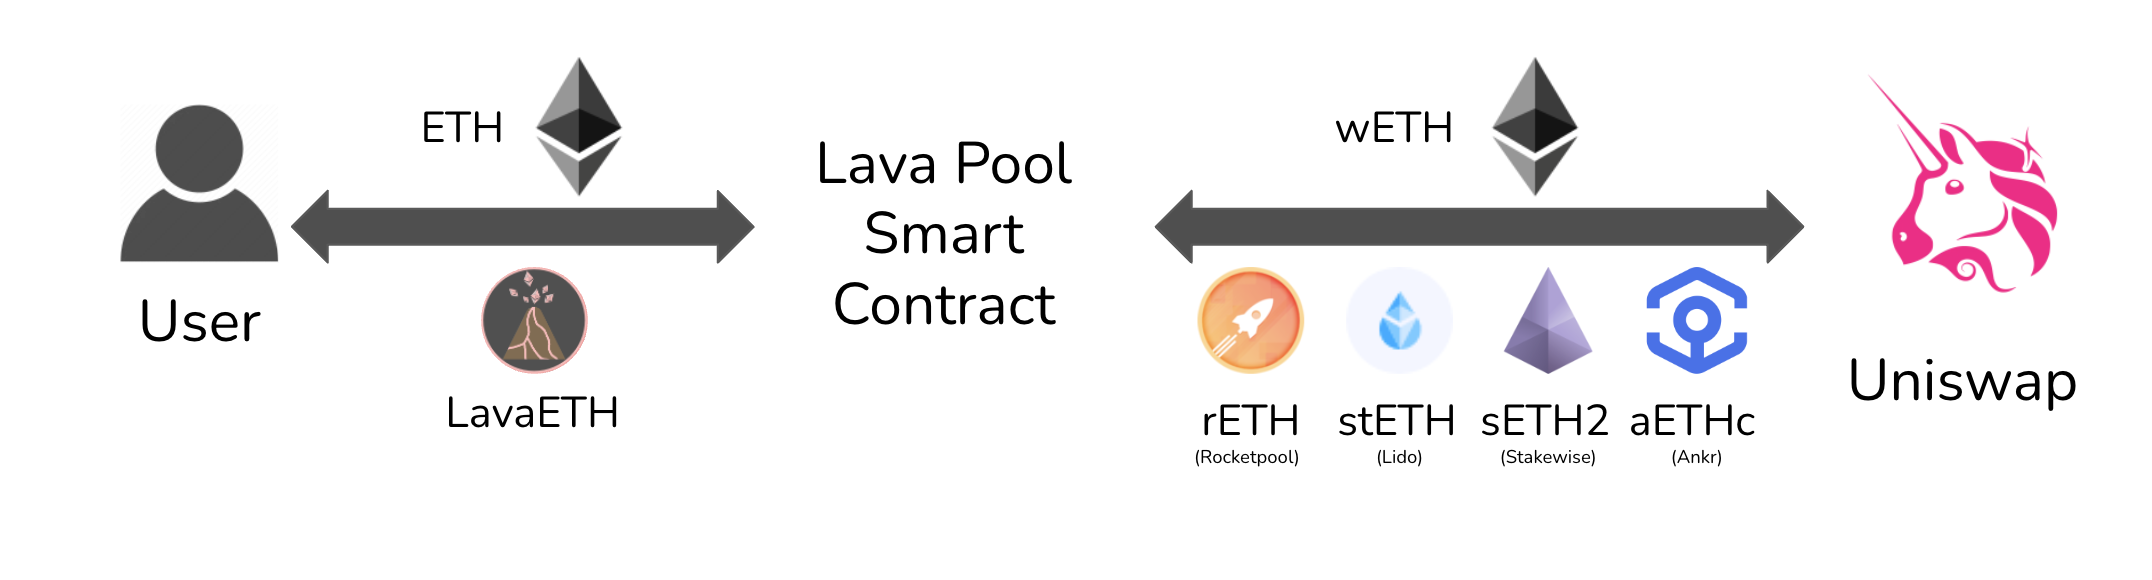 ETH
wETH
Lava Pool
Smart
Contract
User
LavaETH
Uniswap
rETH
(Rocketpool)
stETH
(Lido)
sETH2
(Stakewise)
aETHc
(Ankr)